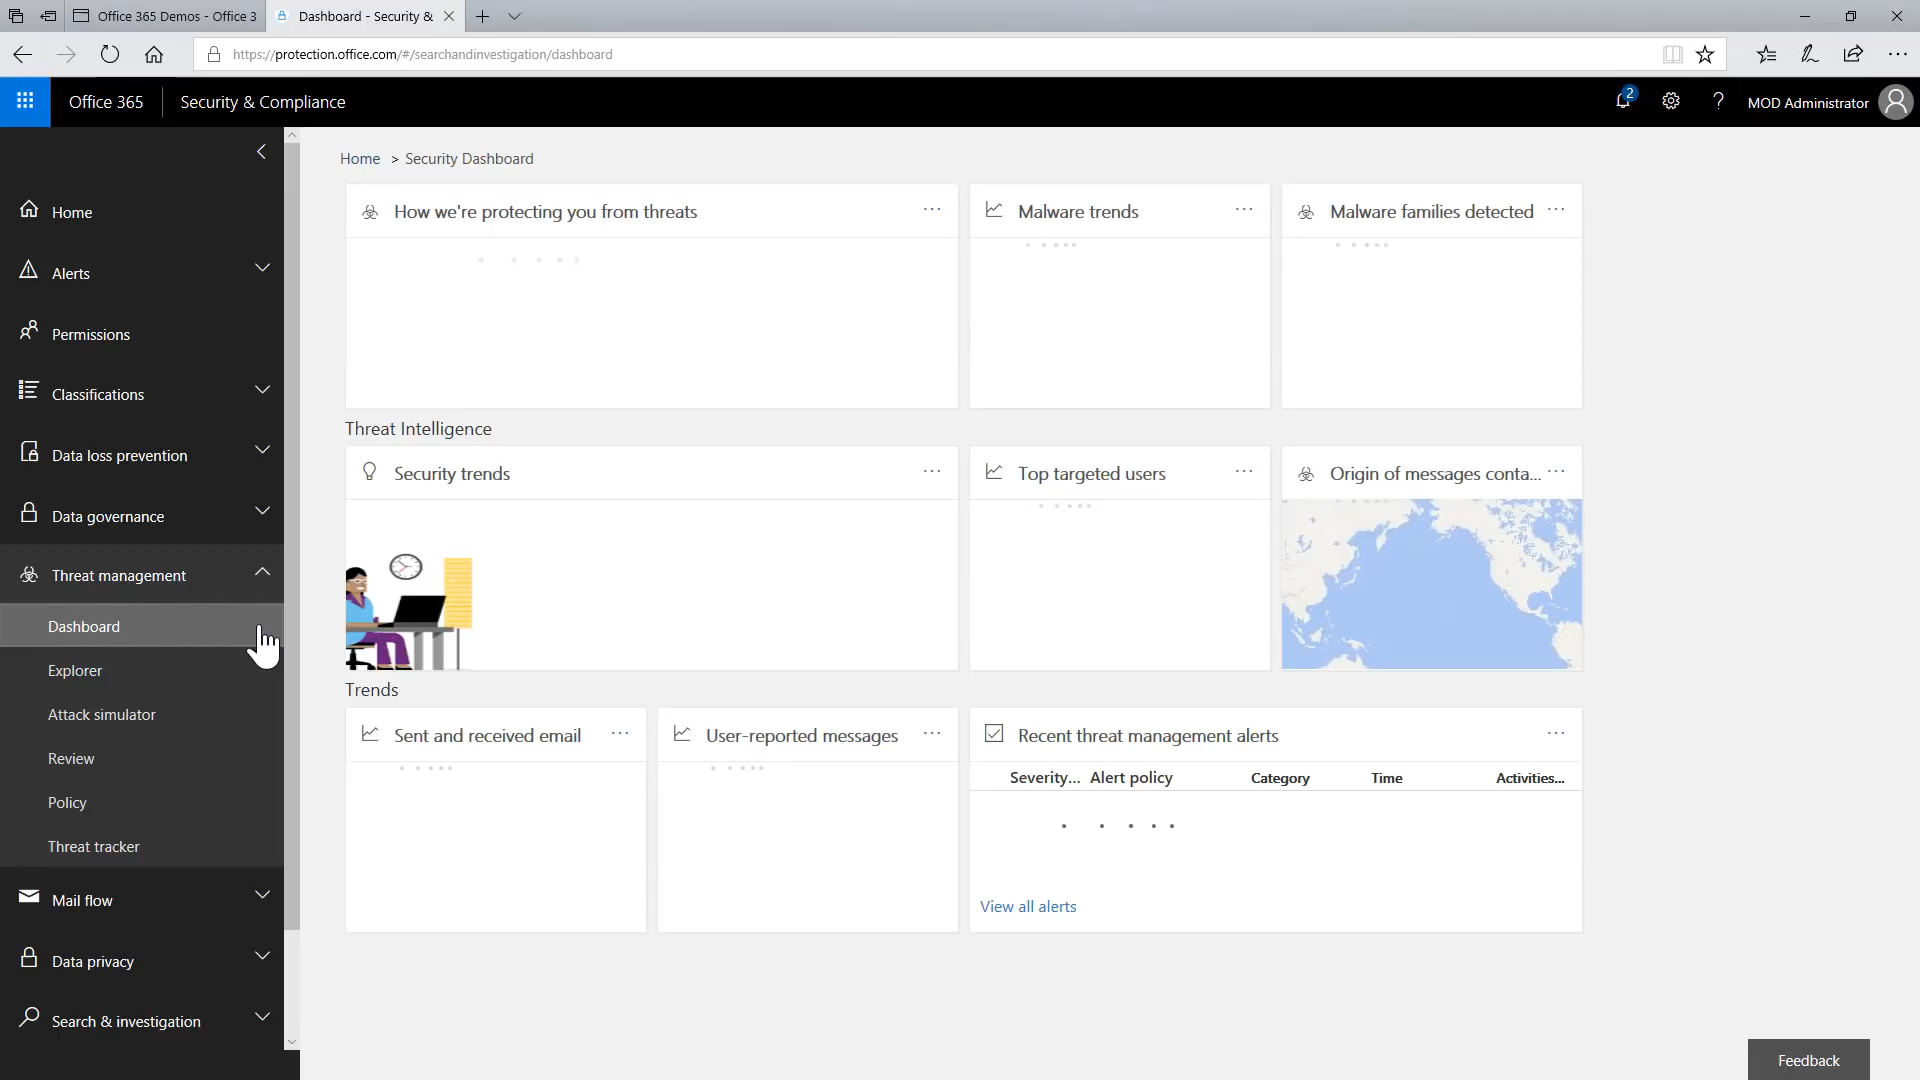 Office 365 Demos - Office 3
Dashboard - Security &
https://protection.office.com/#/searchandinvestigation/dashboard
Office 365
Security & Compliance
2
?
MOD Administrator
Home
Alerts
Permissions
Classifications
Data loss prevention
Data governance
Threat management
Dashboard
Explorer
Attack simulator
Review
Policy
Threat tracker
Mail flow
Data privacy
Search & investigation
Home > Security Dashboard
How we're protecting you from threats
Malware trends
Malware families detected
Threat Intelligence
Security trends
Top targeted users
Origin of messages conta...
Trends
Sent and received email
User-reported messages
Recent threat management alerts
Severity... Alert policy Category Time Activities...
View all alerts
Feedback